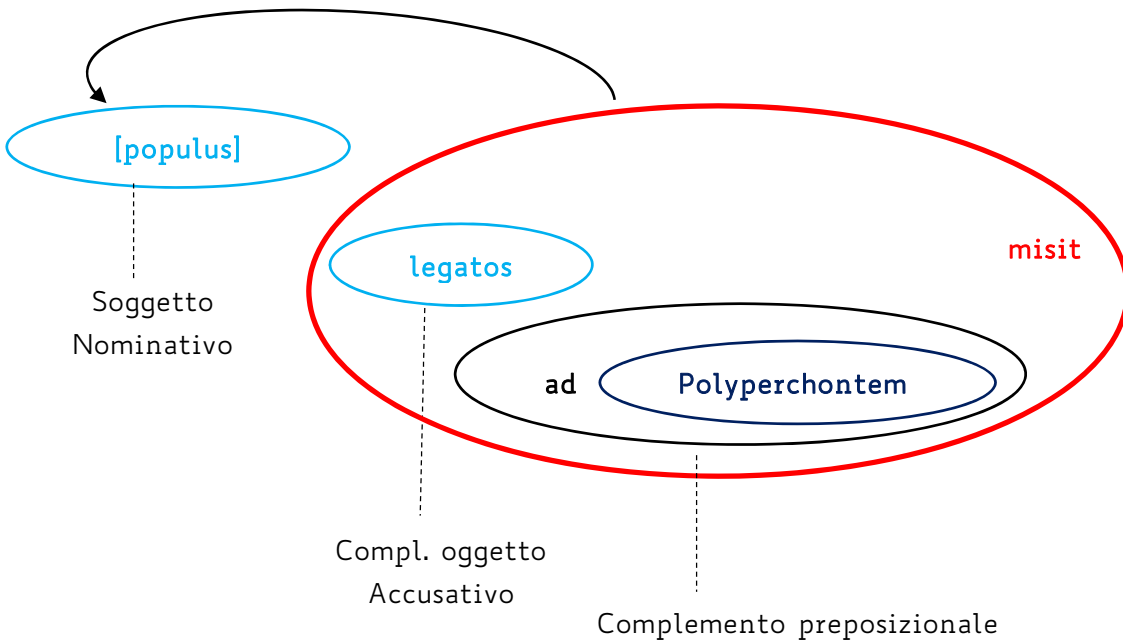 [populus]
misit
legatos
Soggetto
Nominativo
ad Polyperchontem
Compl. oggetto
Accusativo
Complemento preposizionale